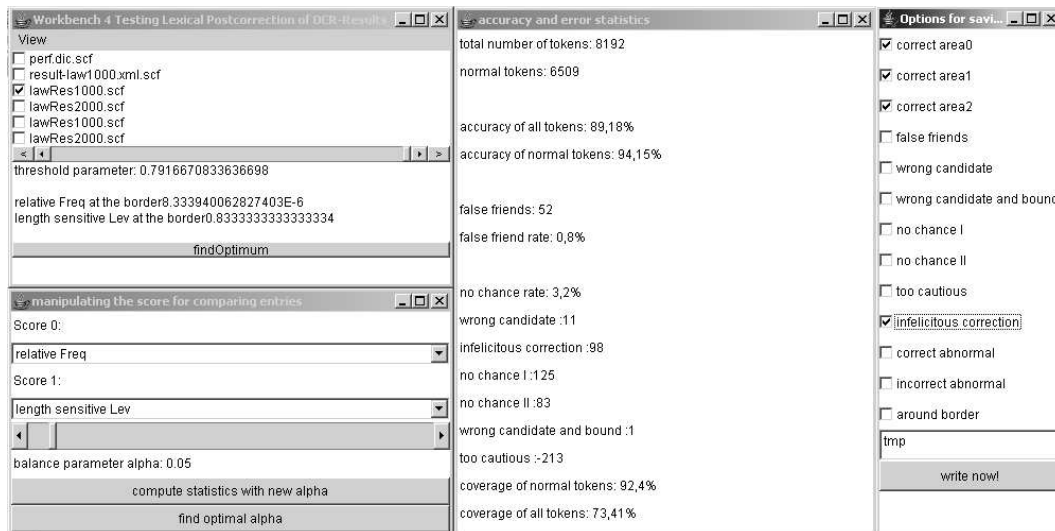 Workbench 4 Testing Lexical Postcorrection of OCR-Results
View
perf.dic.scf
result-law1000.xml.scf
lawRes1000.scf
lawRes2000.scf
lawRes1000.scf
lawRes2000.scf
threshold parameter: 0.7916670833636698
relative Freq at the border8.333940062827403E-6
length sensitive Lev at the border0.8333333333333334
findOptimum
manipulating the score for comparing entries
Score 0:
relative Freq
Score 1:
length sensitive Lev
balance parameter alpha: 0.05
compute statistics with new alpha
find optimal alpha
accuracy and error statistics
total number of tokens: 8192
normal tokens: 6509
accuracy of all tokens: 89,18%
accuracy of normal tokens: 94,15%
false friends: 52
false friend rate: 0,8%
no chance rate: 3,2%
wrong candidate :11
infelicitous correction :98
no chance I :125
no chance II :83
wrong candidate and bound :1
too cautious :-213
coverage of normal tokens: 92,4%
coverage of all tokens: 73,41%
Options for savi...
correct area0
correct area1
correct area2
false friends
wrong candidate
wrong candidate and bound
no chance I
no chance II
too cautious
infelicitous correction
correct abnormal
incorrect abnormal
around border
tmp
write now!